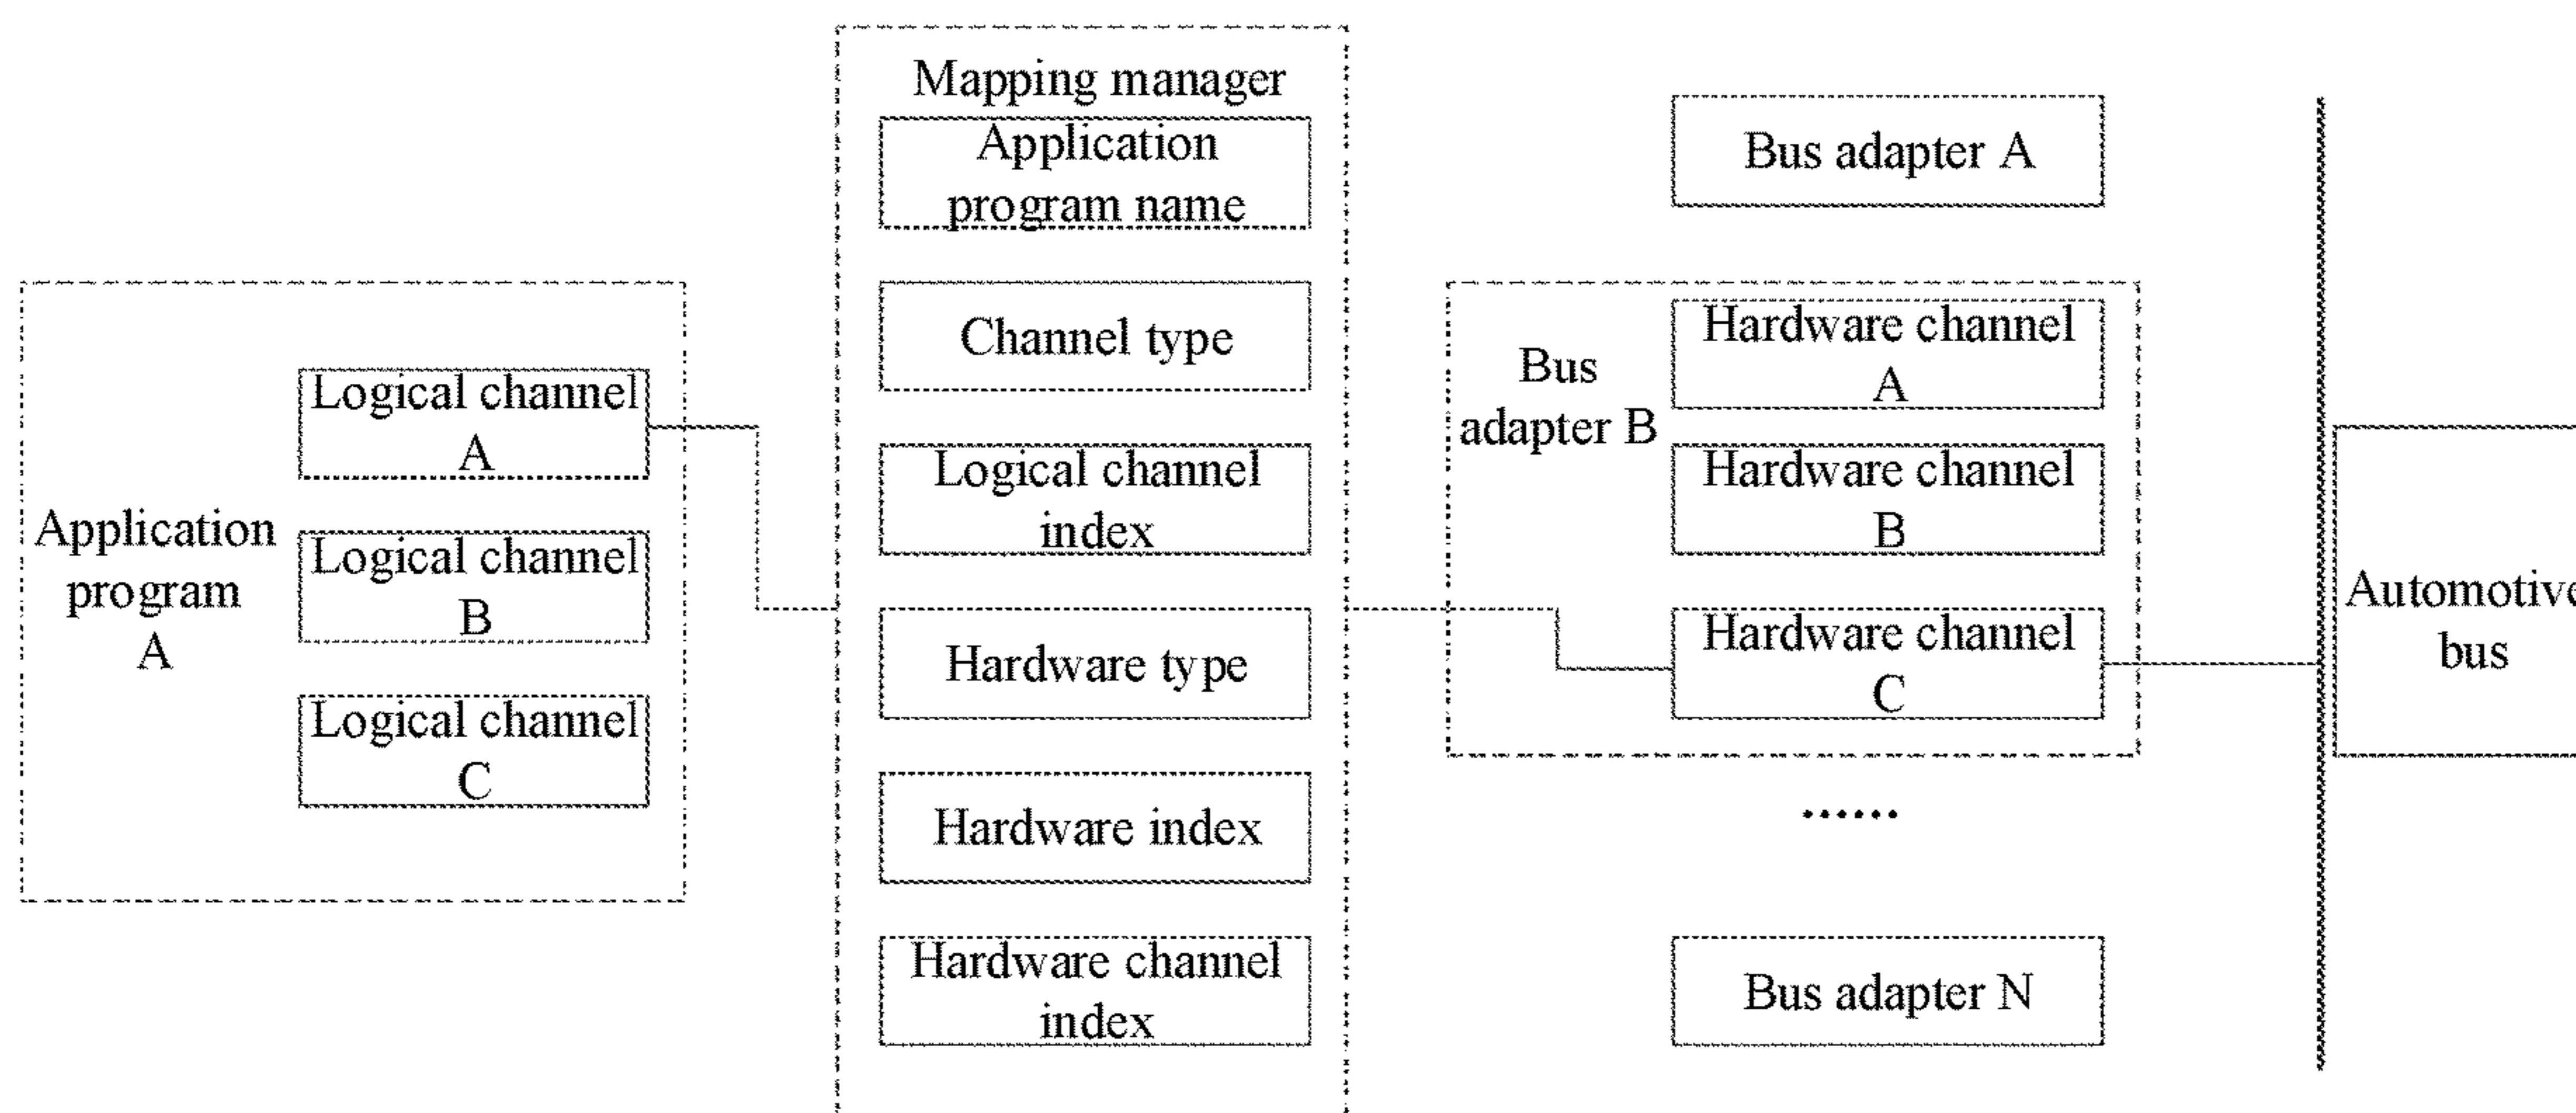 Application
program
A
Logical channel
A
Logical channel
B
Logical channel
C
Mapping manager
Application
program name
Channel type
Logical channel
index
Hardware type
Hardware index
Hardware channel
index
Bus adapter A
Bus
adapter B
Hardware channel
A
Hardware channel
B
Hardware channel
C
......
Bus adapter N
Automotive
bus